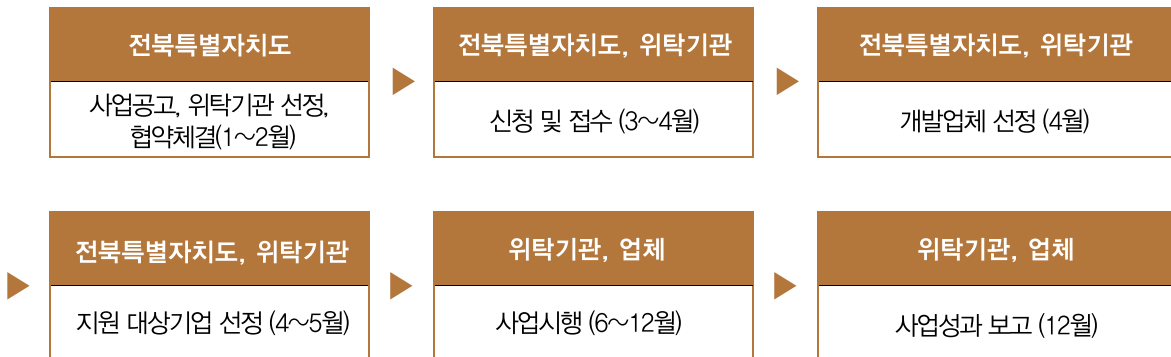 전북특별자치도
사업공고, 위탁기관 선정,
협약체결(1~2월)
전북특별자치도, 위탁기관
신청 및 접수 (3~4월)
전북특별자치도, 위탁기관
개발업체 선정 (4월)
전북특별자치도, 위탁기관
지원 대상기업 선정 (4~5월)
위탁기관, 업체
사업시행 (6~12월)
위탁기관, 업체
사업성과 보고 (12월)